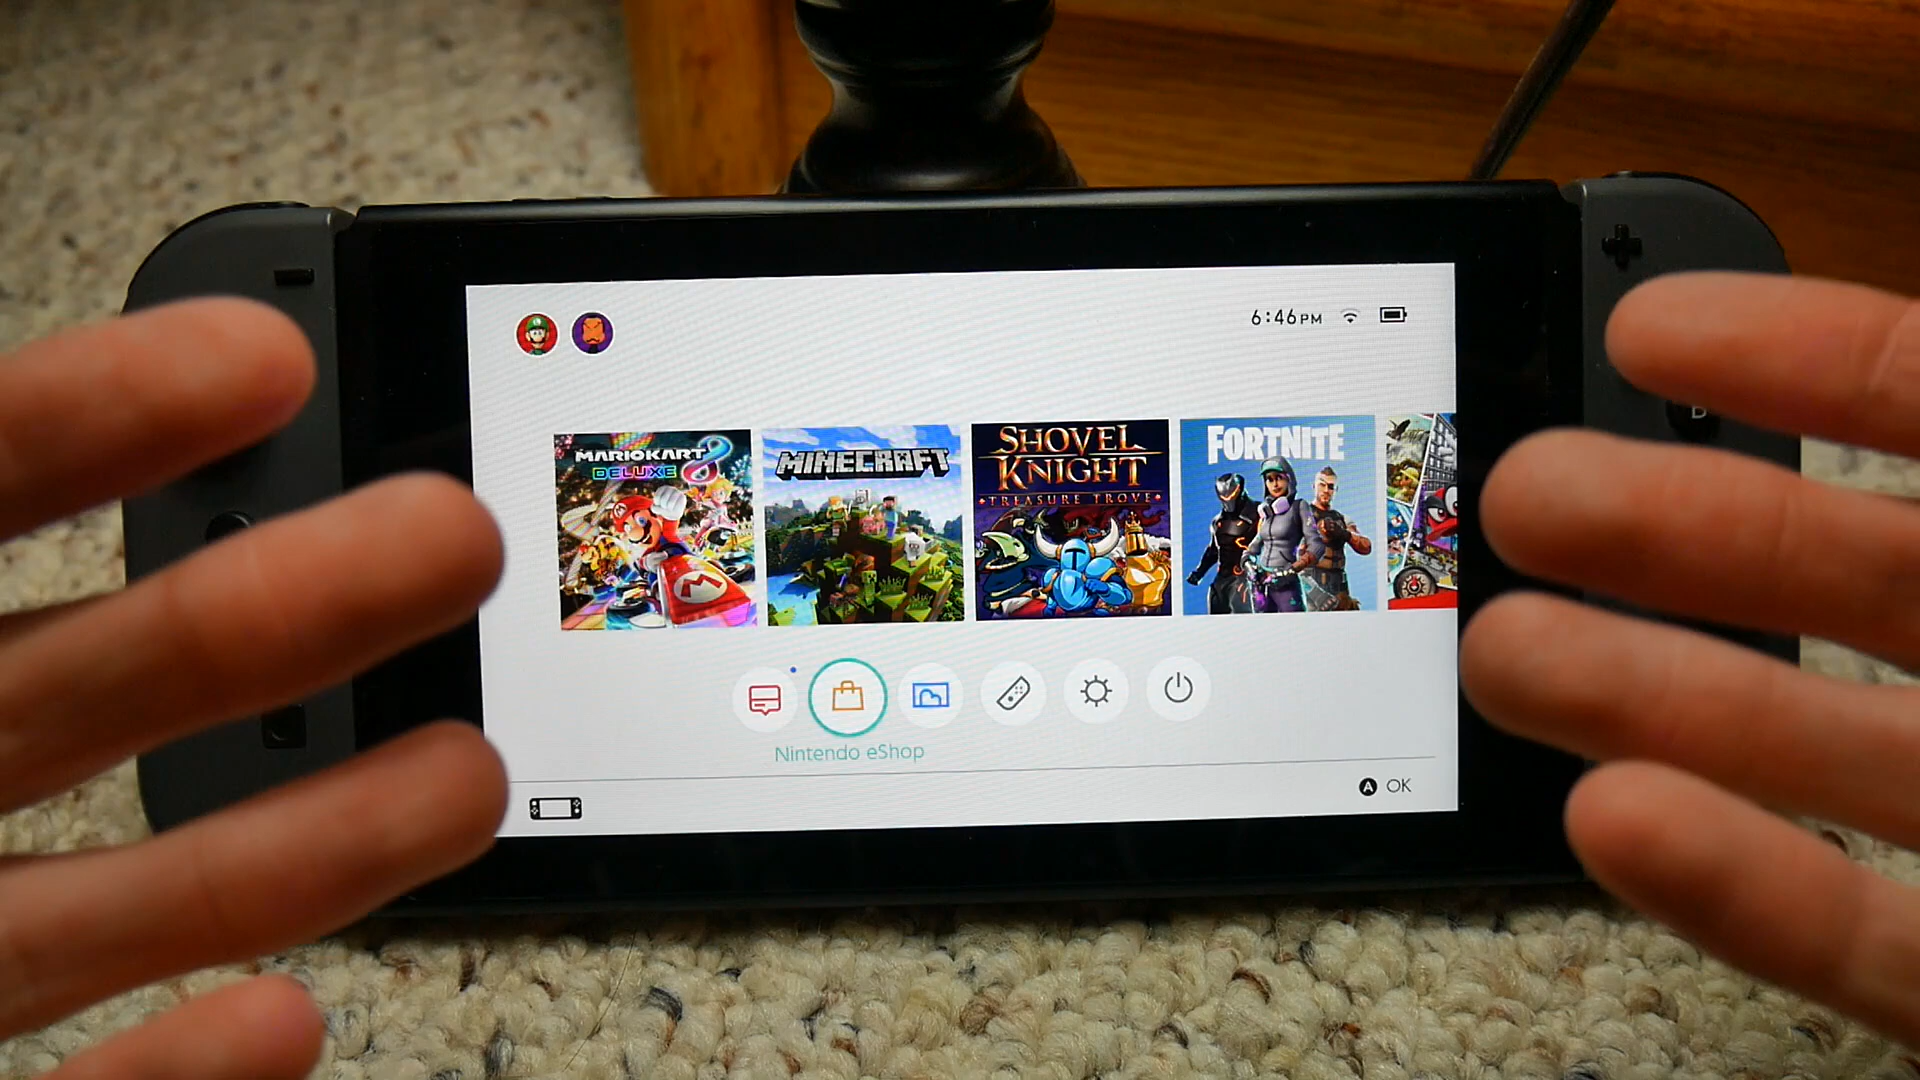 6:46 PM
MARIOKART 8
DELUXE
M
MINECRAFT
SHOVEL
KNIGHT
TREASURE TROVE
FORTNITE
Nintendo eShop
A OK